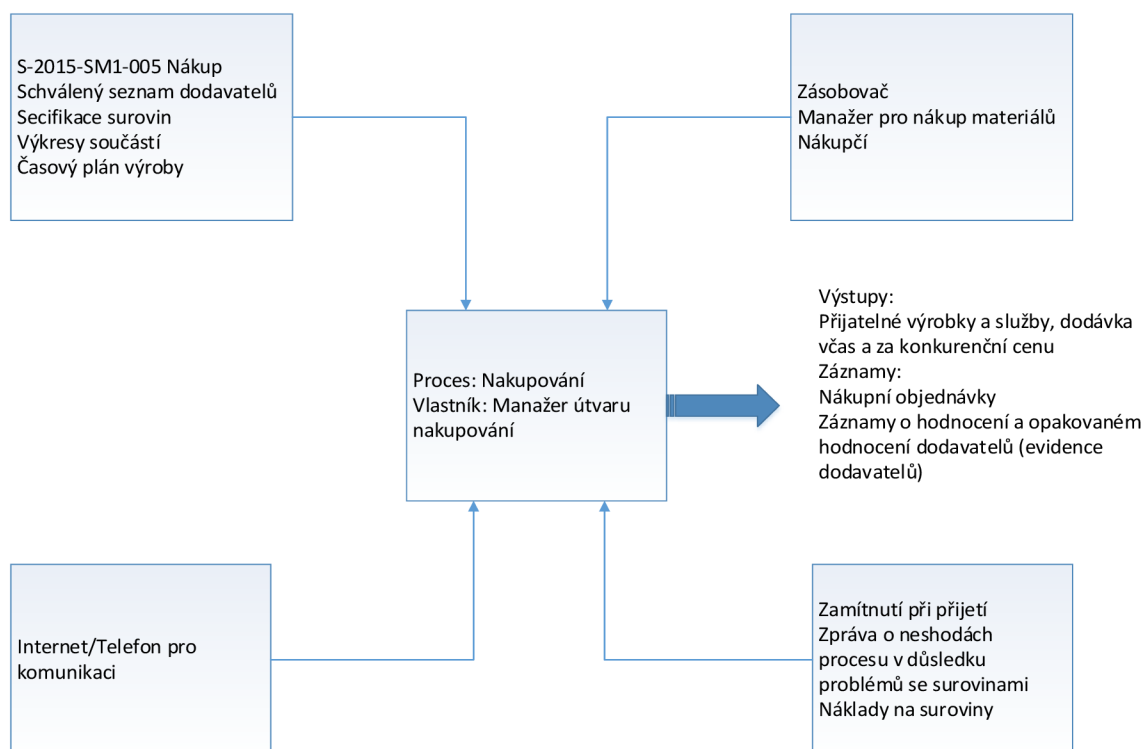 S-2015-SM1-005 Nákup
Schválený seznam dodavatelů
Secifikace surovin
Výkresy součástí
Časový plán výroby
Zásobovač
Manažer pro nákup materiálů
Nákupčí
Proces: Nakupování
Vlastník: Manažer útvaru
nakupování
Výstupy:
Přijatelné výrobky a služby, dodávka
včas a za konkurenční cenu
Záznamy:
Nákupní objednávky
Záznamy o hodnocení a opakovaném
hodnocení dodavatelů (evidence
dodavatelů)
Internet/Telefon pro
komunikaci
Zamítnutí při přijetí
Zpráva o neshodách
procesu v důsledku
problémů se surovinami
Náklady na suroviny